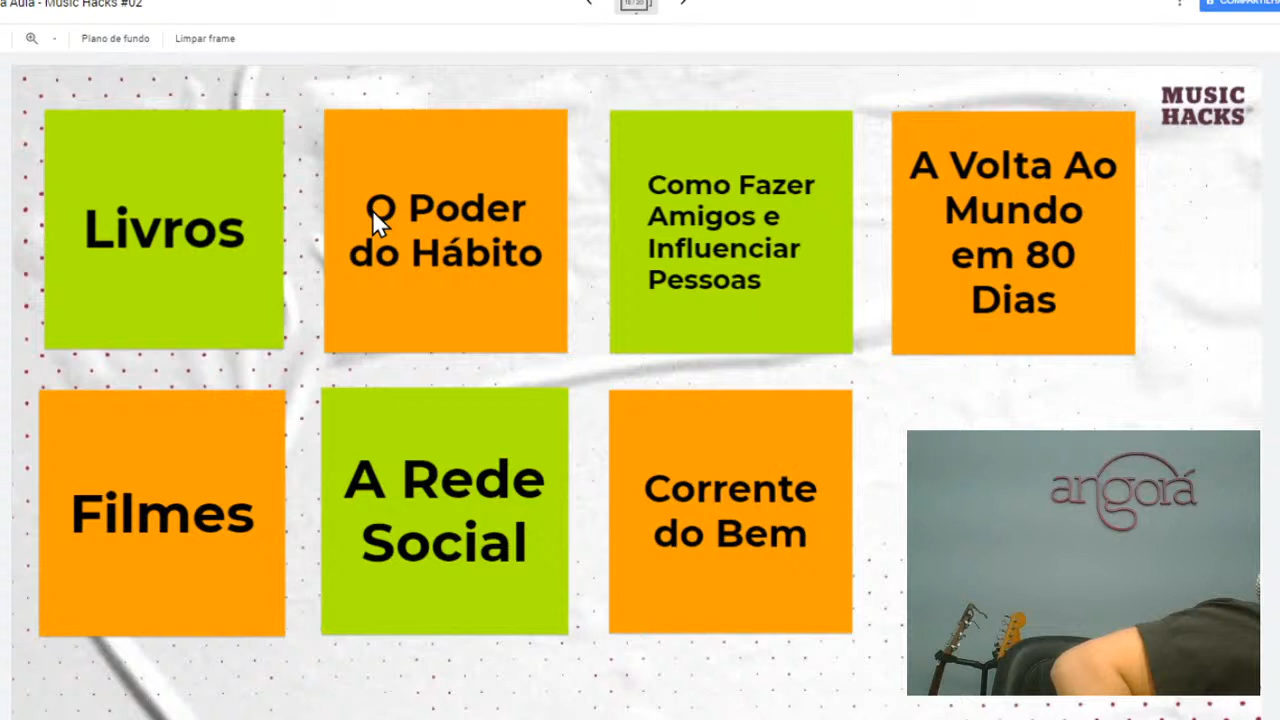 a Aula - Music Hacks #02
Plano de fundo
Limpar frame
MUSIC
HACKS
Livros
O Poder
do Hábito
Como Fazer
Amigos e
Influenciar
Pessoas
A Volta Ao
Mundo
em 80
Dias
Filmes
A Rede
Social
Corrente
do Bem
angorá